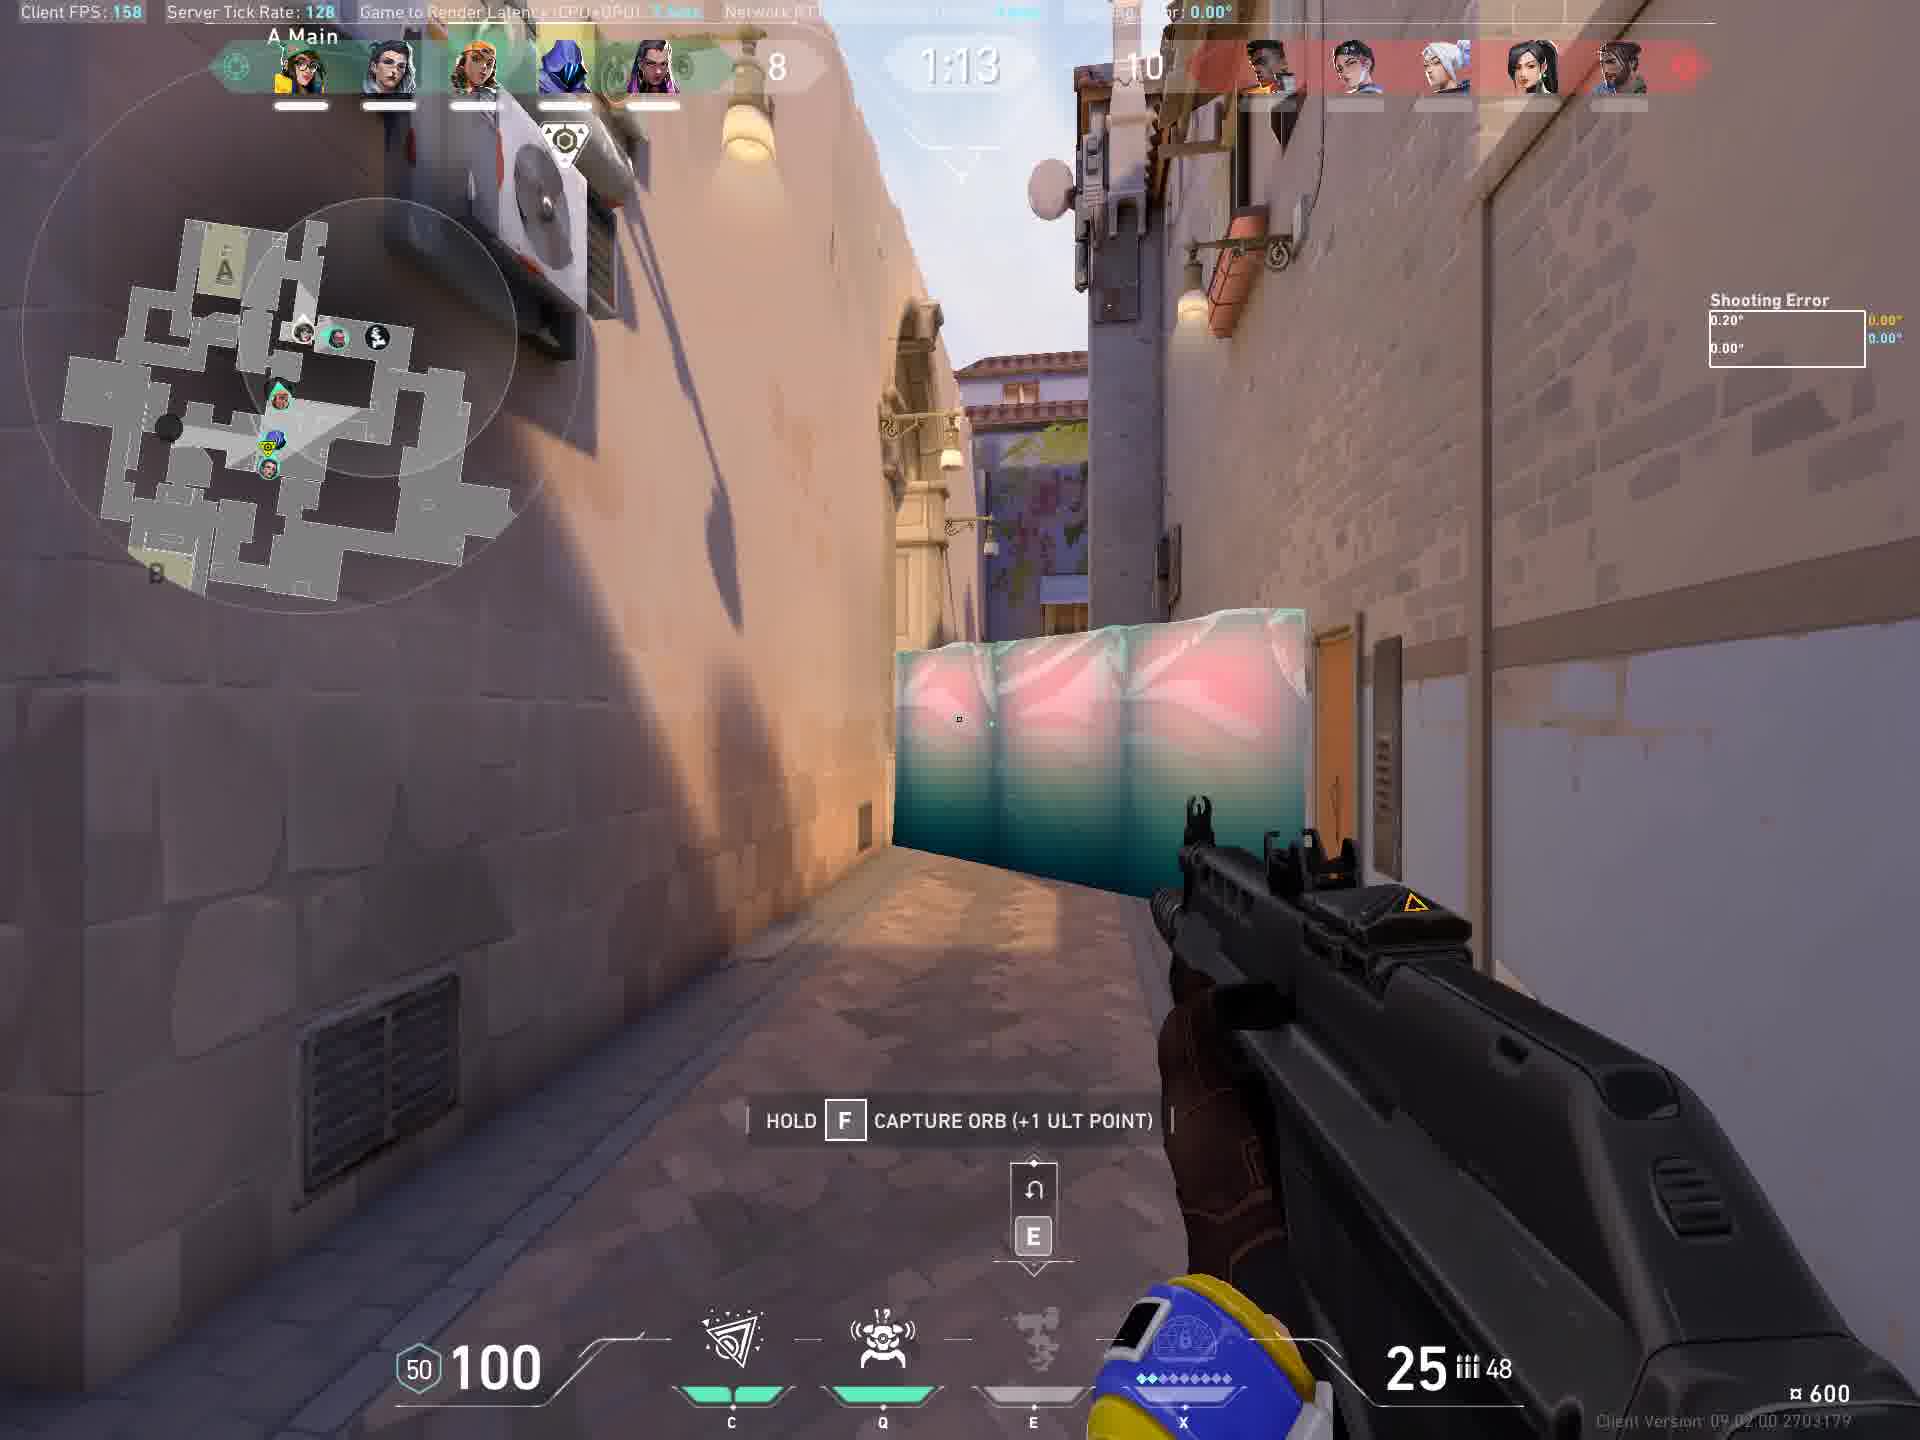 Client FPS: 158 Server Tick Rate: 128 Game to Render Latency (CPU+GPU):
0.00°
A Main
8 1:13 10
A
B
Shooting Error
0.20° 0.00°
0.00° 0.00°
HOLD F CAPTURE ORB (+1 ULT POINT)
E
50 100
C Q E X
25 48
¤ 600
Client Version: 09.02.00.2703179